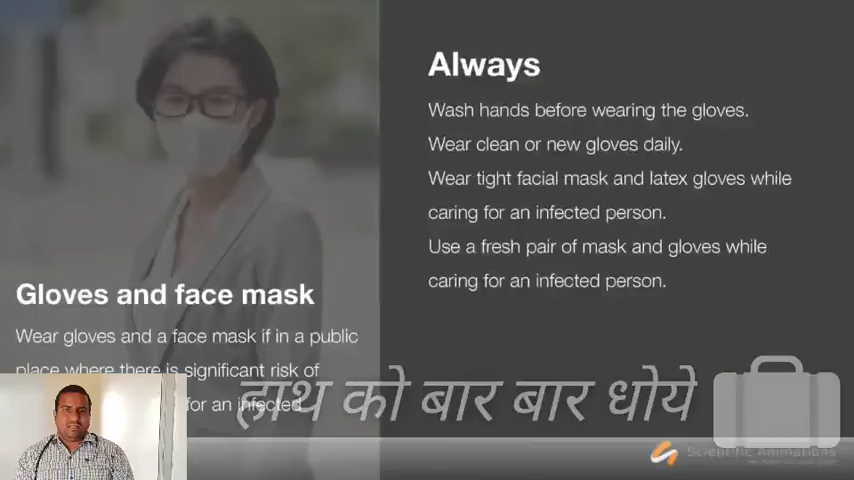 Always
Wash hands before wearing the gloves.
Wear clean or new gloves daily.
Wear tight facial mask and latex gloves while
caring for an infected person.
Use a fresh pair of mask and gloves while
caring for an infected person.
Gloves and face mask
Wear gloves and a face mask if in a public
place where there is significant risk of
for an infected
हाथ को बार बार धोये
Scientific Animations